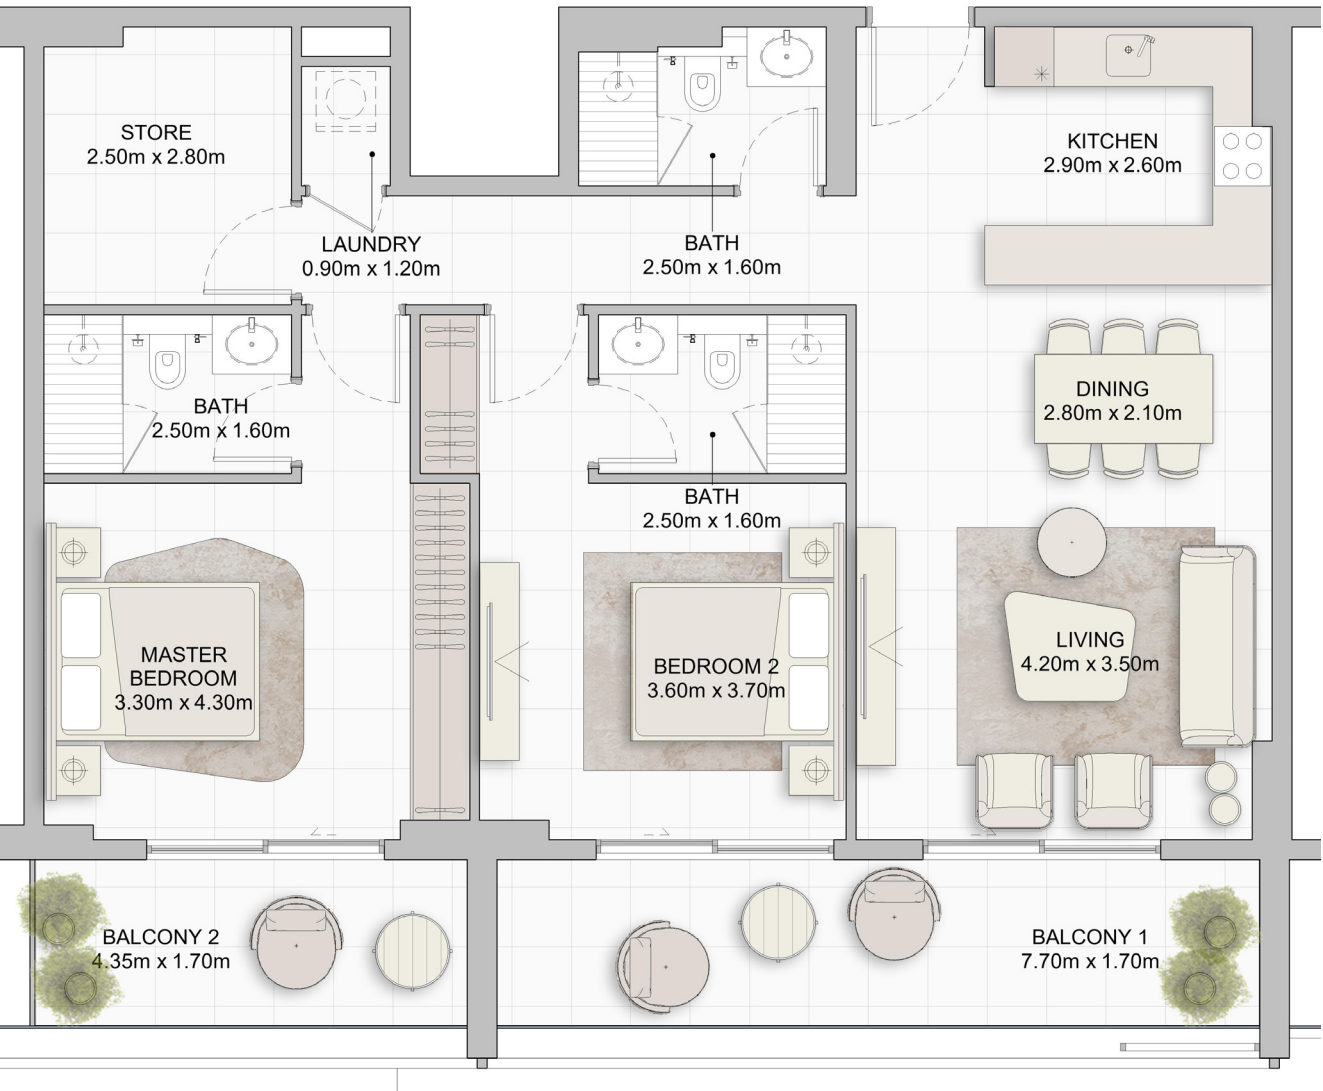 STORE
2.50m x 2.80m
KITCHEN
2.90m x 2.60m
LAUNDRY
0.90m x 1.20m
BATH
2.50m x 1.60m
BATH
2.50m x 1.60m
DINING
2.80m x 2.10m
BATH
2.50m x 1.60m
MASTER
BEDROOM
3.30m x 4.30m
BEDROOM 2
3.60m x 3.70m
LIVING
4.20m x 3.50m
BALCONY 2
4.35m x 1.70m
BALCONY 1
7.70m x 1.70m